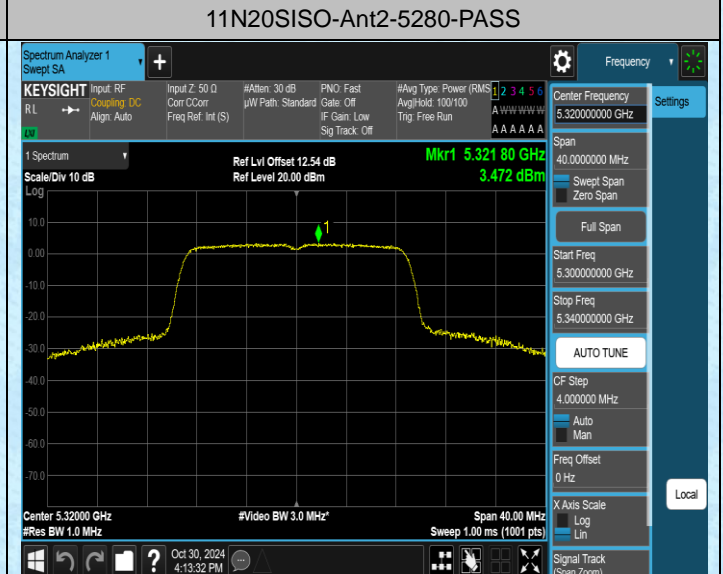 11N20SISO-Ant2-5280-PASS
Spectrum Analyzer 1
Swept SA
+
Frequency
KEYSIGHT
RL
Input: RF
Coupling: DC
Align: Auto
Input Z: 50 Ω
Corr CCorr
Freq Ref: Int (S)
#Atten: 30 dB
µW Path: Standard
PNO: Fast
Gate: Off
IF Gain: Low
Sig Track: Off
#Avg Type: Power (RMS
Avg|Hold: 100/100
Trig: Free Run
1 2 3 4 5 6
A W W W W W
A A A A A A
1 Spectrum
Scale/Div 10 dB
Log
Ref Lvl Offset 12.54 dB
Ref Level 20.00 dBm
Mkr1 5.321 80 GHz
3.472 dBm
1
10.0
0.00
-10.0
-20.0
-30.0
-40.0
-50.0
-60.0
-70.0
Center 5.32000 GHz
#Res BW 1.0 MHz
#Video BW 3.0 MHz*
Span 40.00 MHz
Sweep 1.00 ms (1001 pts)
Oct 30, 2024
4:13:32 PM
Center Frequency
5.320000000 GHz
Settings
Span
40.0000000 MHz
Swept Span
Zero Span
Full Span
Start Freq
5.300000000 GHz
Stop Freq
5.340000000 GHz
AUTO TUNE
CF Step
4.000000 MHz
Auto
Man
Freq Offset
0 Hz
X Axis Scale
Log
Lin
Local
Signal Track
(Span Zoom)